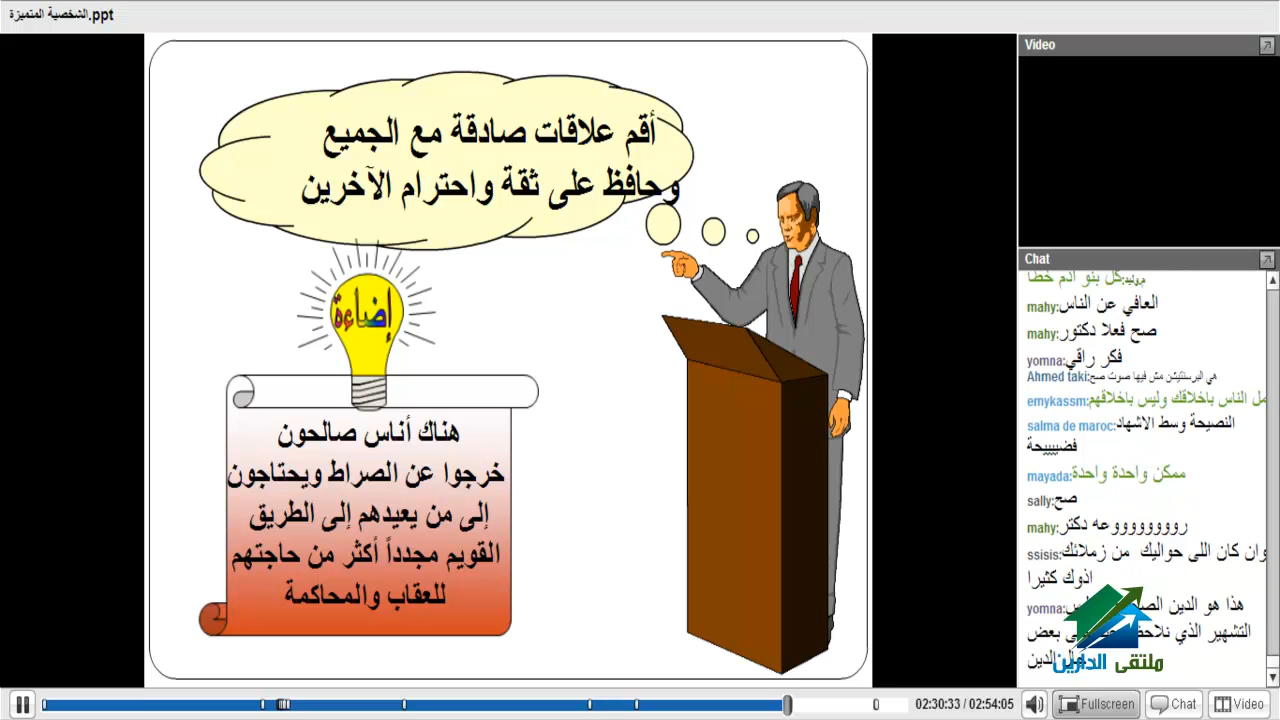 الشخصية المتميزة.ppt
أقم علاقات صادقة مع الجميع
وحافظ على ثقة واحترام الآخرين
إضاءة
هناك أناس صالحون
خرجوا عن الصراط ويحتاجون
إلى من يعيدهم إلى الطريق
القويم مجدداً أكثر من حاجتهم
للعقاب والمحاكمة
Video
Chat
كل بنو ادم خطا
mahy: العافي عن الناس
mahy: صح فعلا دكتور
yomna: فكر راقي
Ahmed taki: هي البرسنتيشن مش فيها صوت صح
emykassm: مل الناس باخلاقك وليس باخلاقهم
salma de maroc: النصيحة وسط الاشهاد
فضييييحة
mayada: ممكن واحدة واحدة
sally: صح
mahy: رووووووووعه دكتر
ssisis: وان كان اللى حواليك من زملائك
اذوك كثيرا
yomna: هذا هو الدين
التشهير الذي بعض
الدين
ملتقى الدارين
02:30:33 / 02:54:05
Fullscreen
Chat
Video